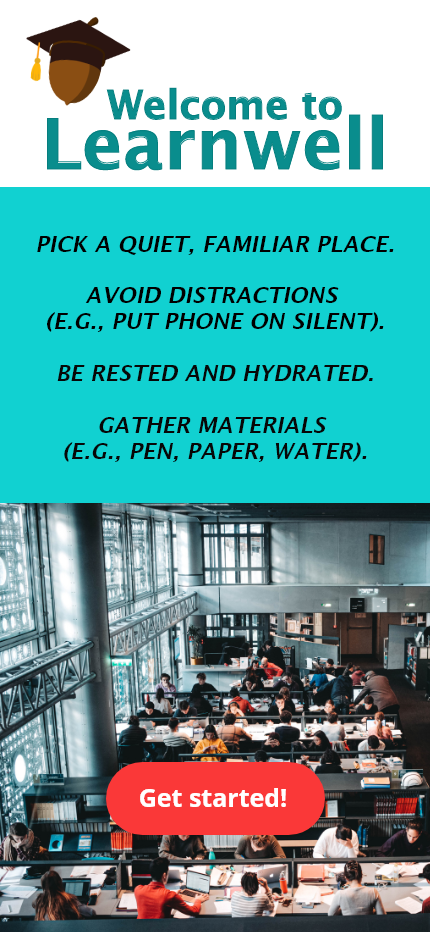 Welcome to
Learnwell
PICK A QUIET, FAMILIAR PLACE.
AVOID DISTRACTIONS
(E.G., PUT PHONE ON SILENT).
BE RESTED AND HYDRATED.
GATHER MATERIALS
(E.G., PEN, PAPER, WATER).
Get started!